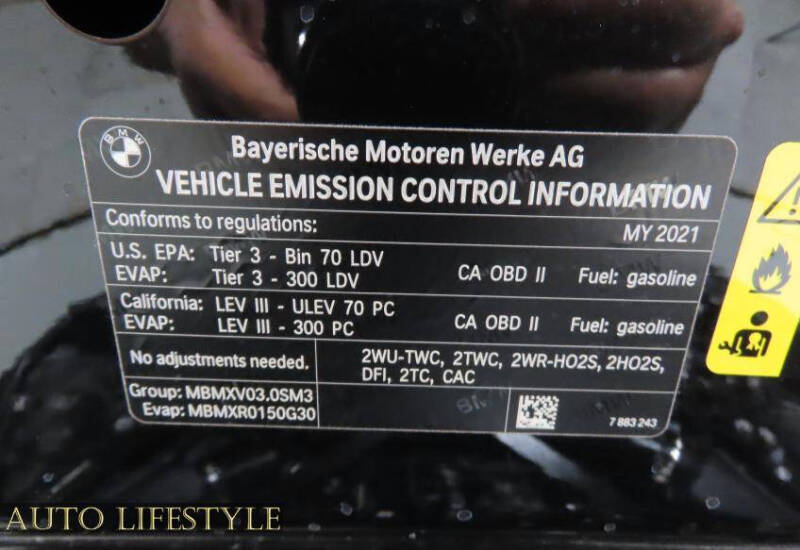 BMW
Bayerische Motoren Werke AG
VEHICLE EMISSION CONTROL INFORMATION
Conforms to regulations:
MY 2021
U.S. EPA: Tier 3 - Bin 70 LDV
EVAP: Tier 3 - 300 LDV CA OBD II Fuel: gasoline
California: LEV III - ULEV 70 PC
EVAP: LEV III - 300 PC CA OBD II Fuel: gasoline
No adjustments needed.
2WU-TWC, 2TWC, 2WR-HO2S, 2HO2S,
DFI, 2TC, CAC
Group: MBMXV03.0SM3
Evap: MBMXR0150G30
7 883 243
AUTO LIFESTYLE